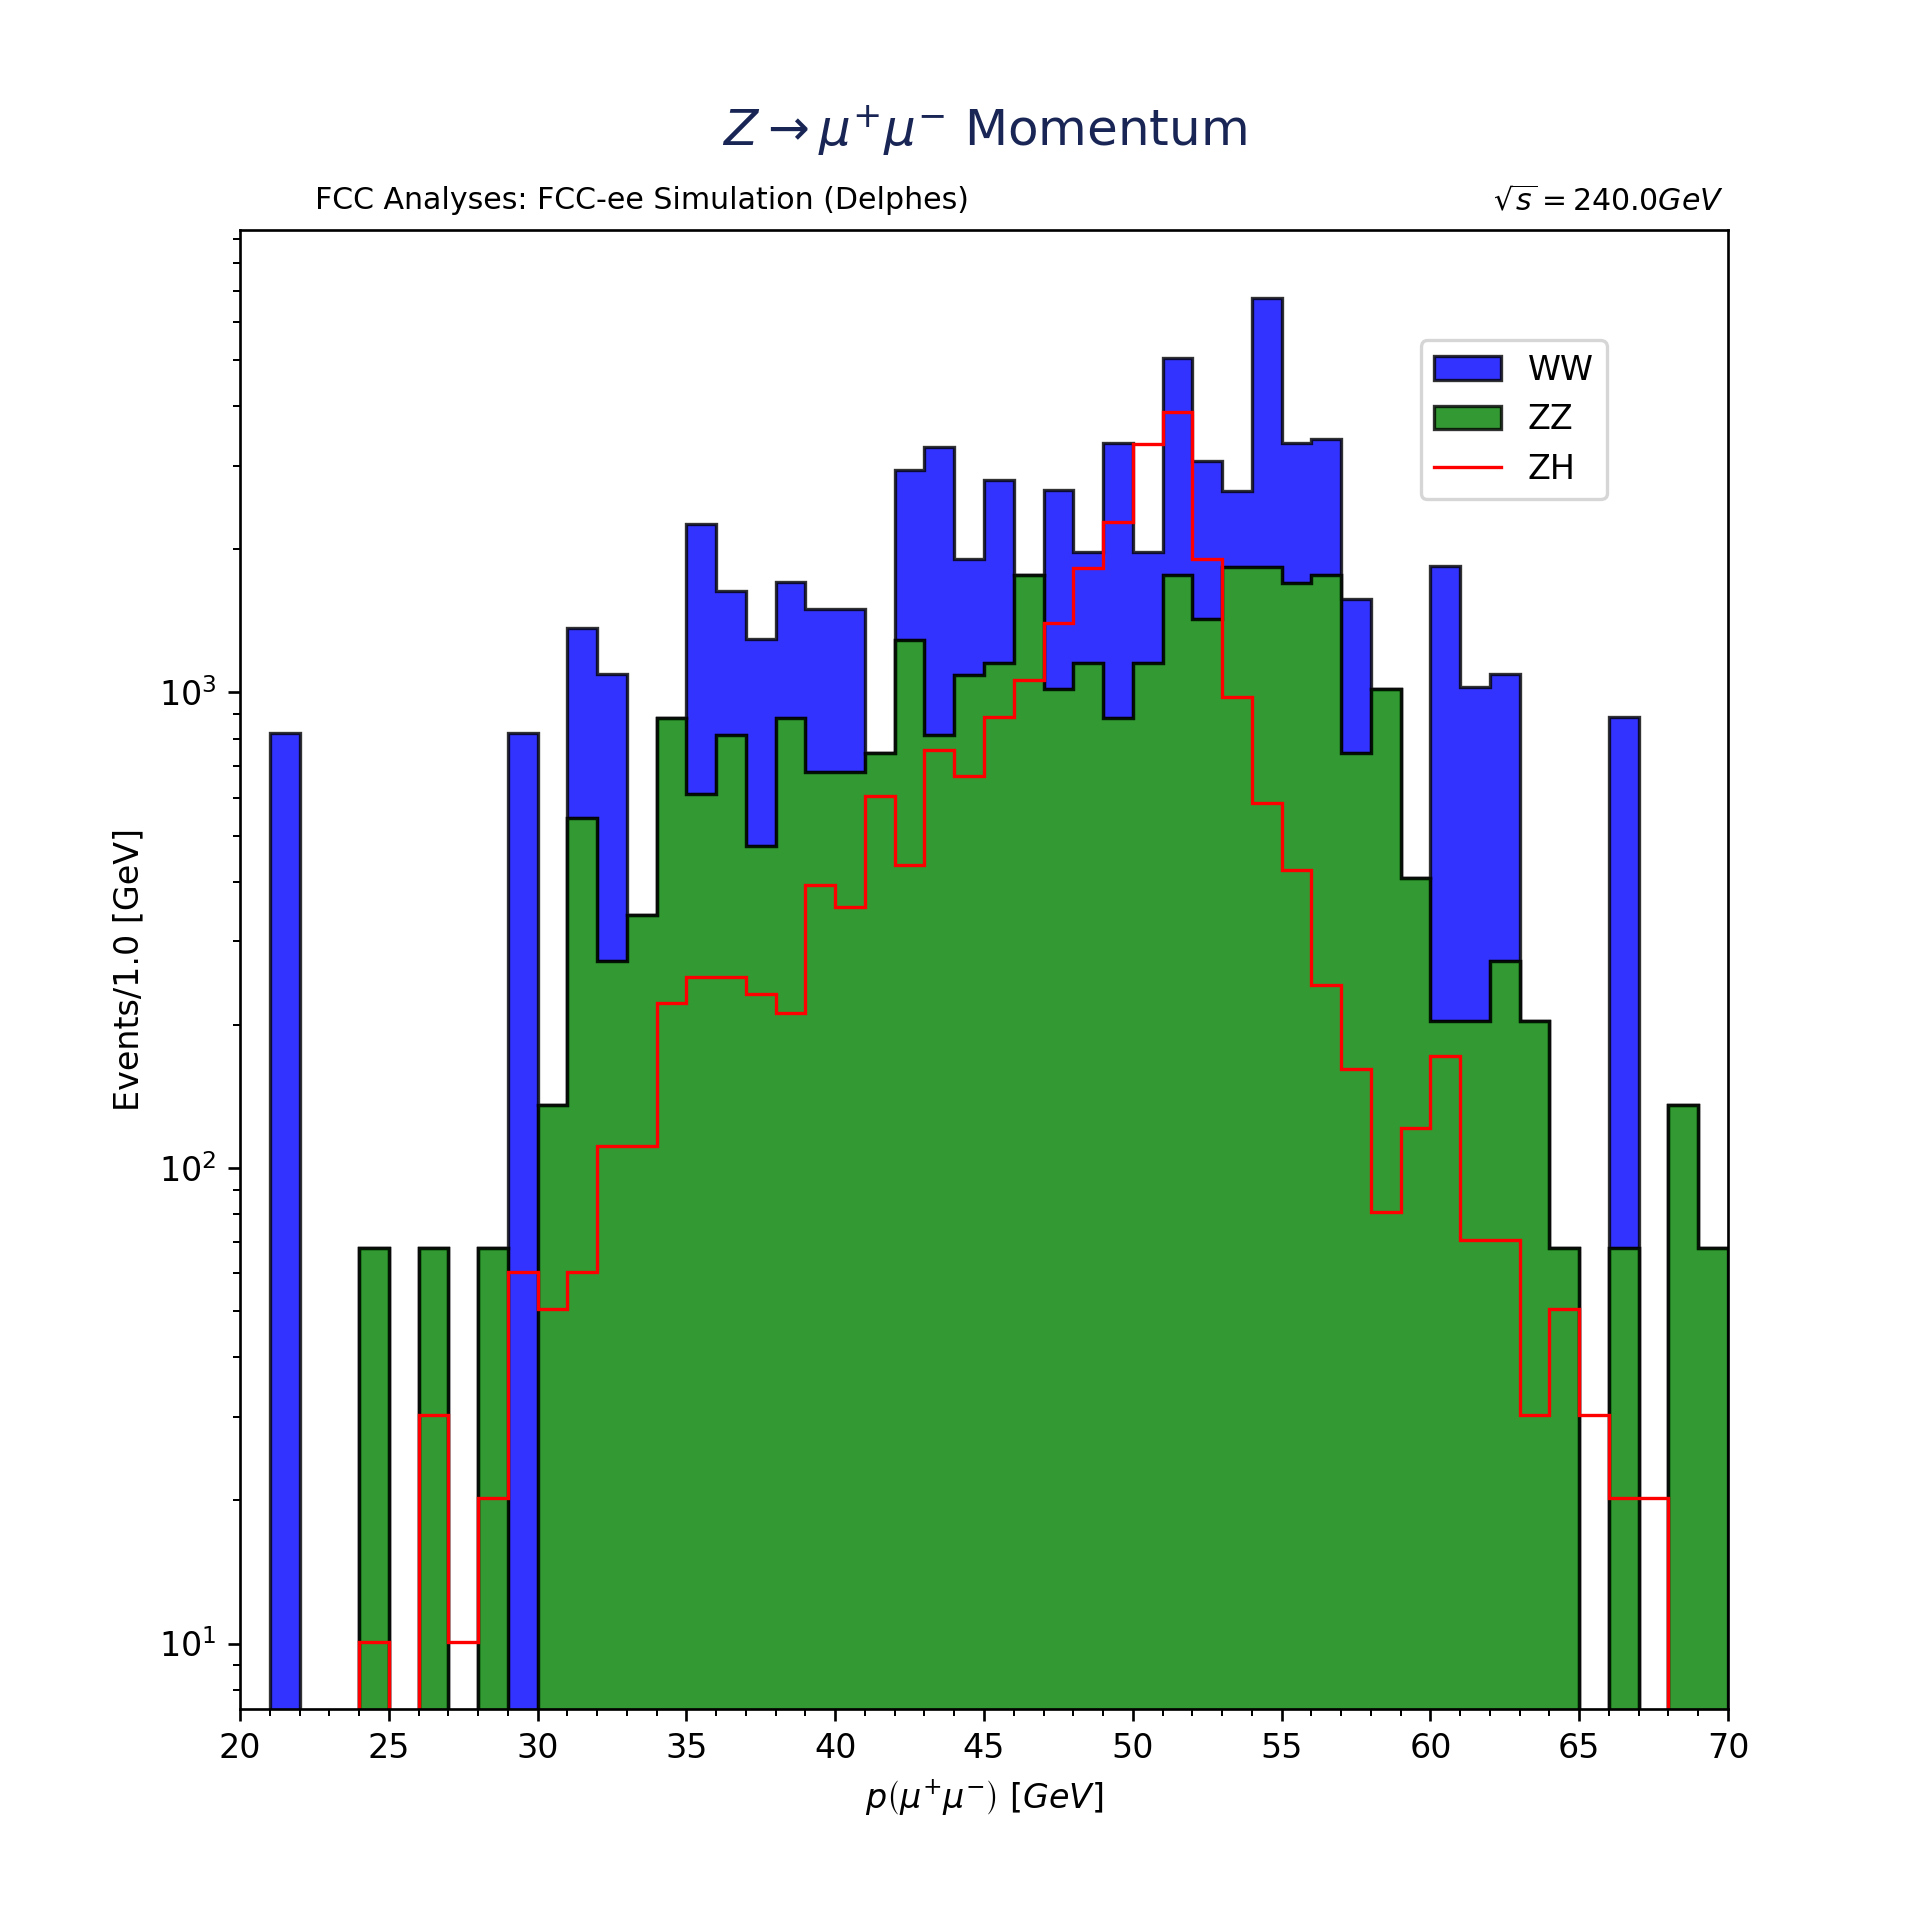 Z → μ⁺μ⁻ Momentum
FCC Analyses: FCC-ee Simulation (Delphes)
√s = 240.0GeV
WW
ZZ
ZH
Events/1.0 [GeV]
10³
10²
10¹
20 25 30 35 40 45 50 55 60 65 70
p(μ⁺μ⁻) [GeV]